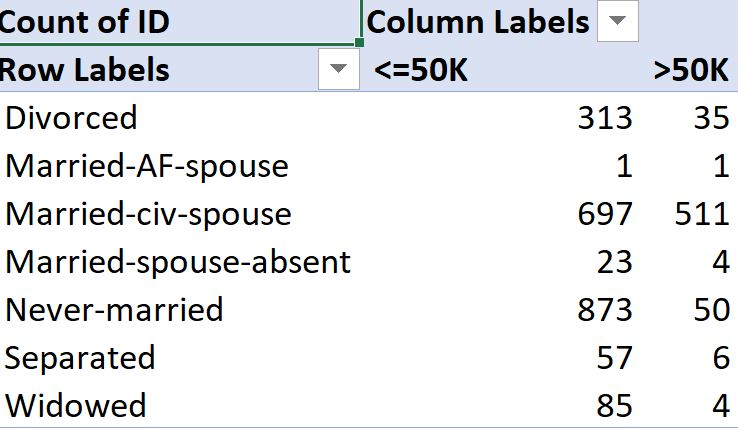 Count of ID Column Labels
Row Labels <=50K >50K
Divorced 313 35
Married-AF-spouse 1 1
Married-civ-spouse 697 511
Married-spouse-absent 23 4
Never-married 873 50
Separated 57 6
Widowed 85 4